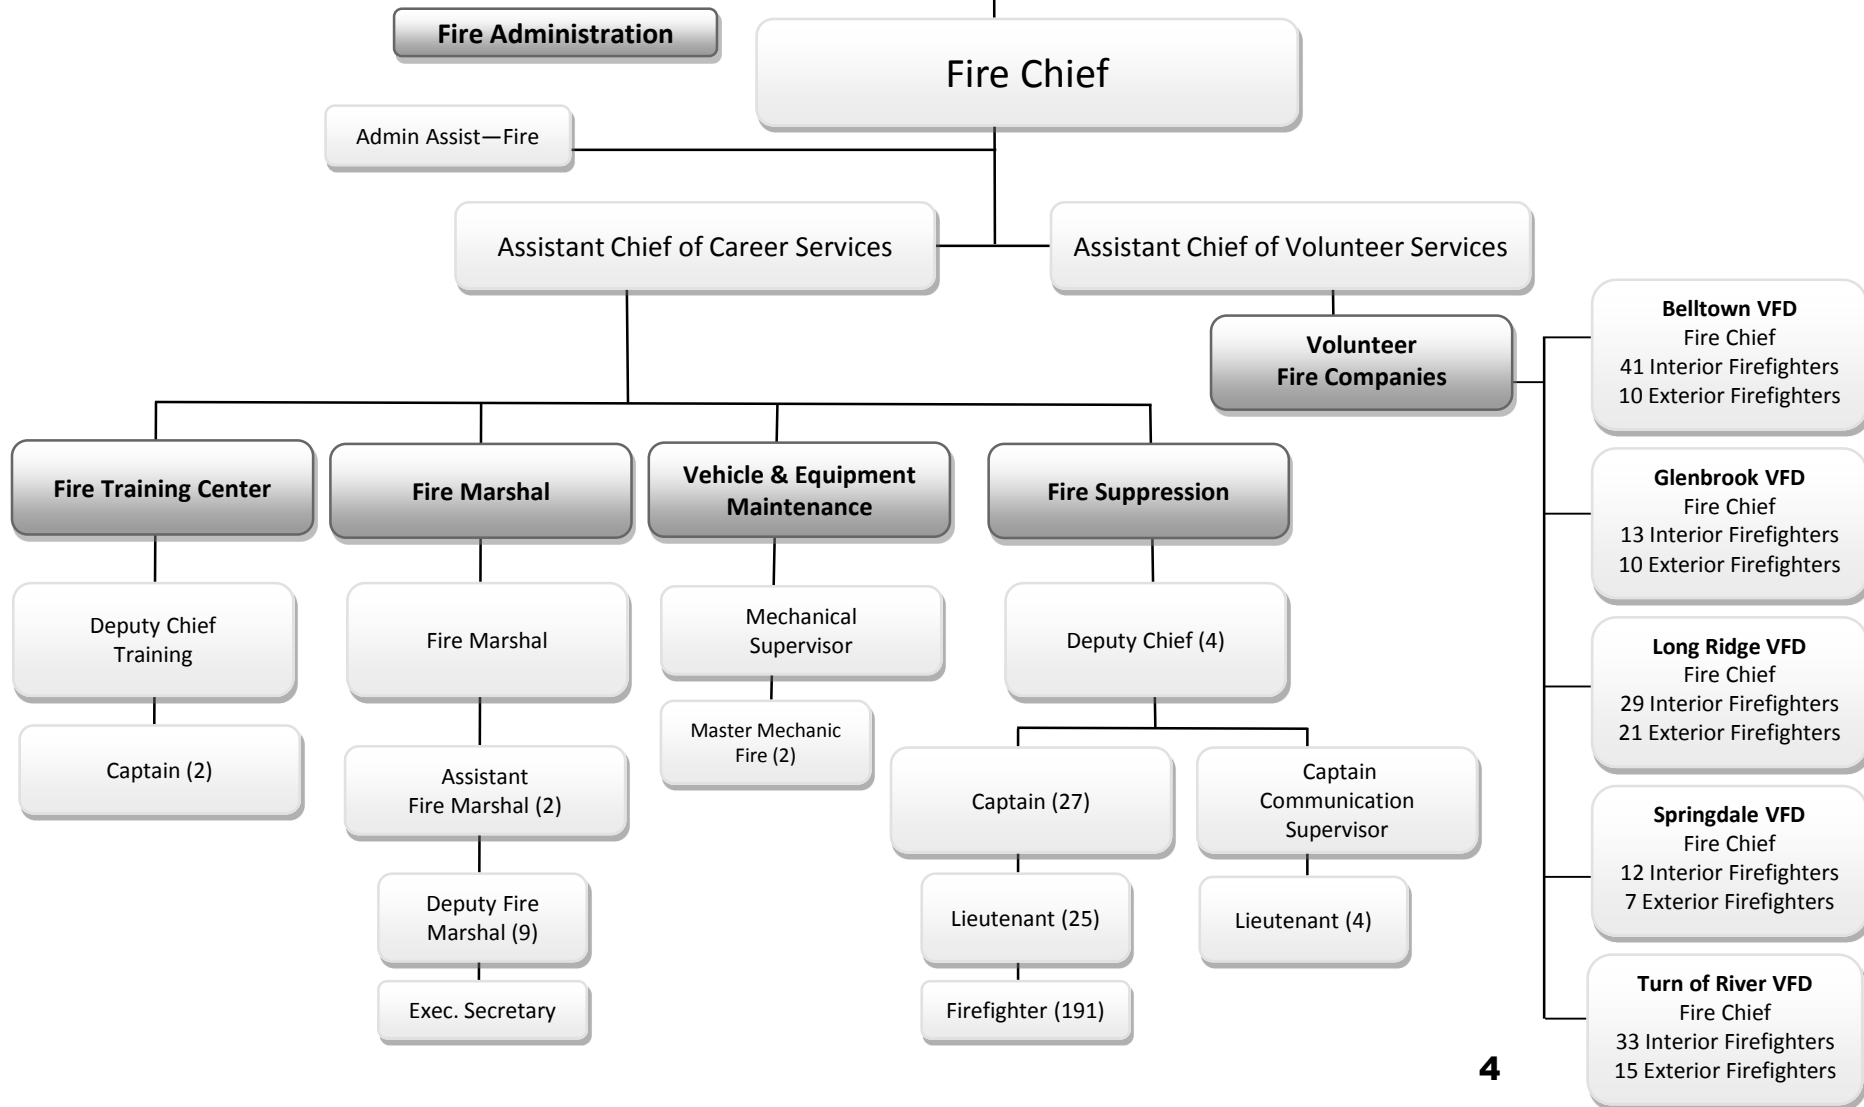 Fire Administration
Fire Chief
Admin Assist—Fire
Assistant Chief of Career Services
Assistant Chief of Volunteer Services
Volunteer
Fire Companies
Fire Training Center
Deputy Chief
Training
Captain (2)
Fire Marshal
Fire Marshal
Assistant
Fire Marshal (2)
Deputy Fire
Marshal (9)
Exec. Secretary
Vehicle & Equipment
Maintenance
Mechanical
Supervisor
Master Mechanic
Fire (2)
Fire Suppression
Deputy Chief (4)
Captain (27)
Lieutenant (25)
Firefighter (191)
Captain
Communication
Supervisor
Lieutenant (4)
Belltown VFD
Fire Chief
41 Interior Firefighters
10 Exterior Firefighters
Glenbrook VFD
Fire Chief
13 Interior Firefighters
10 Exterior Firefighters
Long Ridge VFD
Fire Chief
29 Interior Firefighters
21 Exterior Firefighters
Springdale VFD
Fire Chief
12 Interior Firefighters
7 Exterior Firefighters
Turn of River VFD
Fire Chief
33 Interior Firefighters
15 Exterior Firefighters
4